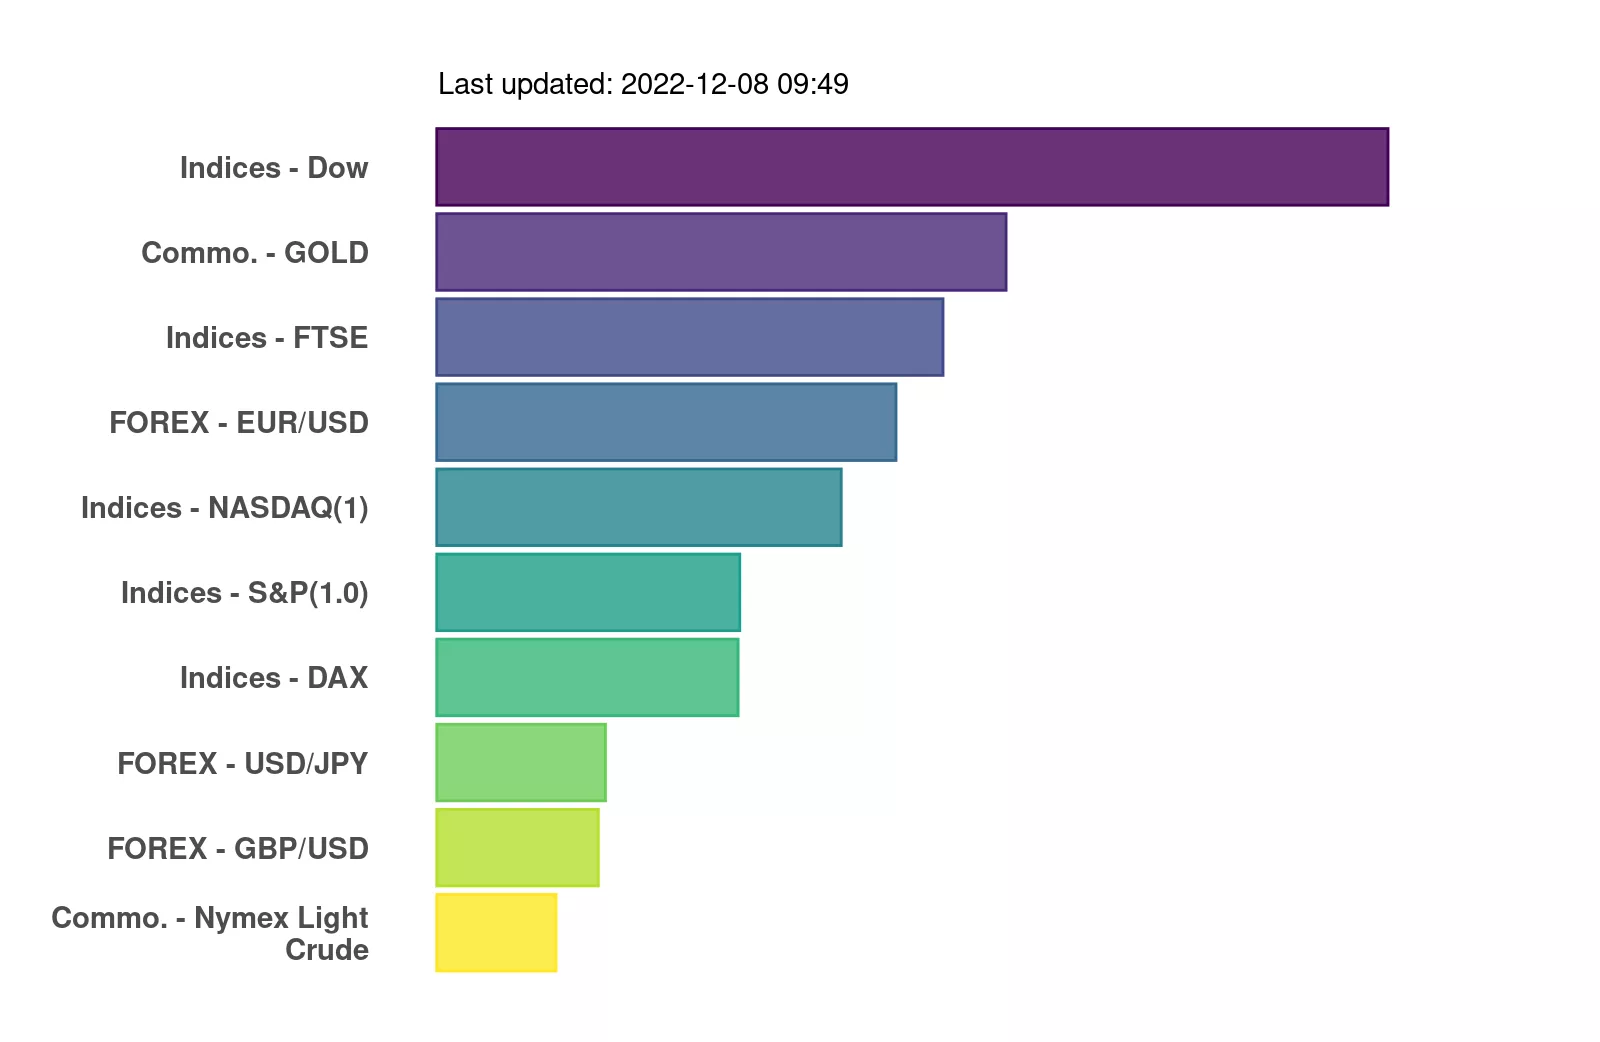 Last updated: 2022-12-08 09:49
Indices - Dow
Commo. - GOLD
Indices - FTSE
FOREX - EUR/USD
Indices - NASDAQ(1)
Indices - S&P(1.0)
Indices - DAX
FOREX - USD/JPY
FOREX - GBP/USD
Commo. - Nymex Light
Crude